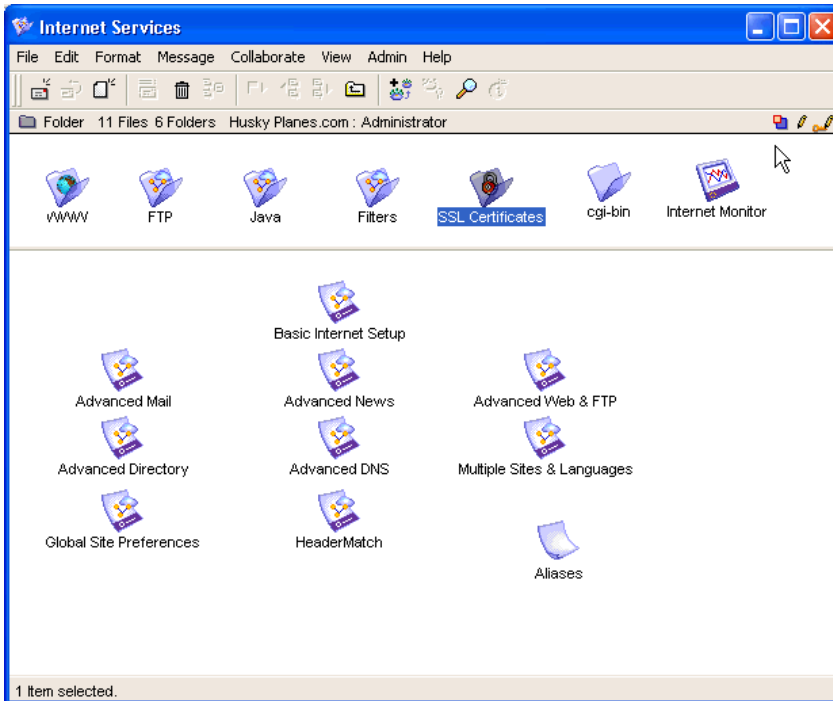 Internet Services
File Edit Format Message Collaborate View Admin Help
Folder 11 Files 6 Folders Husky Planes.com : Administrator
WWW FTP Java Filters SSL Certificates cgi-bin Internet Monitor
Basic Internet Setup
Advanced Mail Advanced News Advanced Web & FTP
Advanced Directory Advanced DNS Multiple Sites & Languages
Global Site Preferences HeaderMatch
Aliases
1 Item selected.